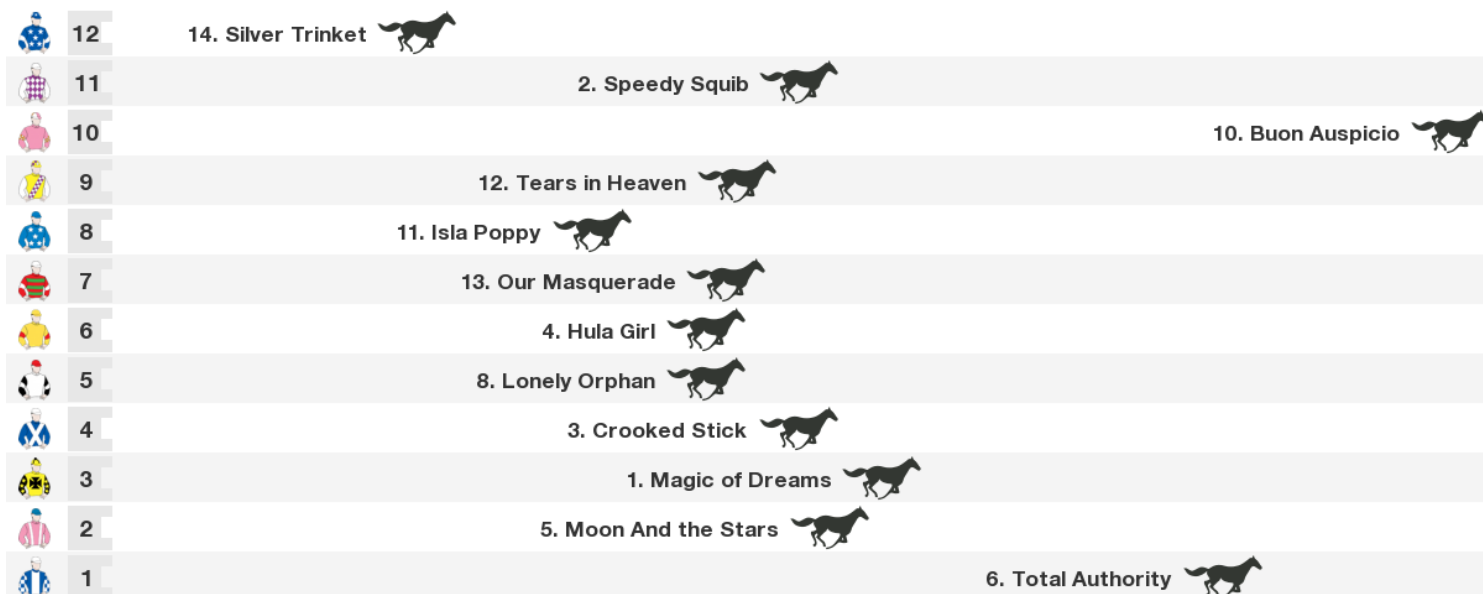 12 14. Silver Trinket
11 2. Speedy Squib
10 10. Buon Auspicio
9 12. Tears in Heaven
8 11. Isla Poppy
7 13. Our Masquerade
6 4. Hula Girl
5 8. Lonely Orphan
4 3. Crooked Stick
3 1. Magic of Dreams
2 5. Moon And the Stars
1 6. Total Authority